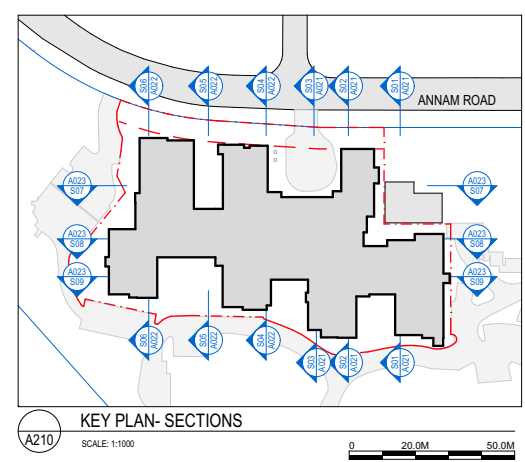 S06 A022
S05 A022
S04 A022
S03 A021
S02 A021
S01 A021
ANNAM ROAD
A023
S07
A023
S07
A023
S08
A023
S08
A023
S09
A023
S09
S06 A022
S05 A022
S04 A022
S03 A021
S02 A021
S01 A021
KEY PLAN- SECTIONS
A210
SCALE: 1:1000
0 20.0M 50.0M